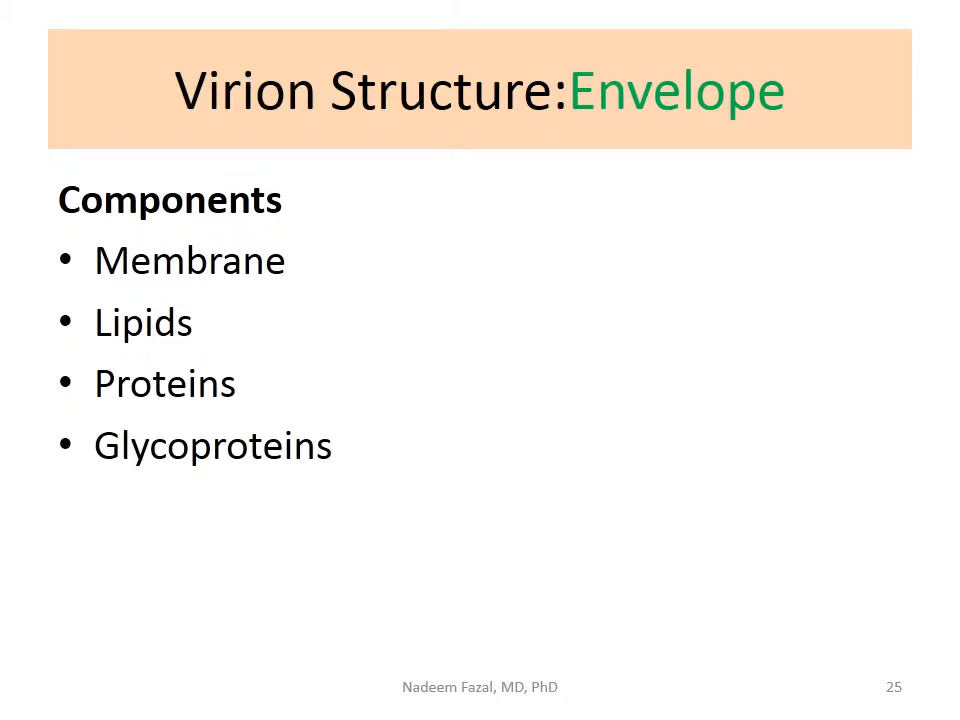 Virion Structure:Envelope
Components
• Membrane
• Lipids
• Proteins
• Glycoproteins
Nadeem Fazal, MD, PhD
25